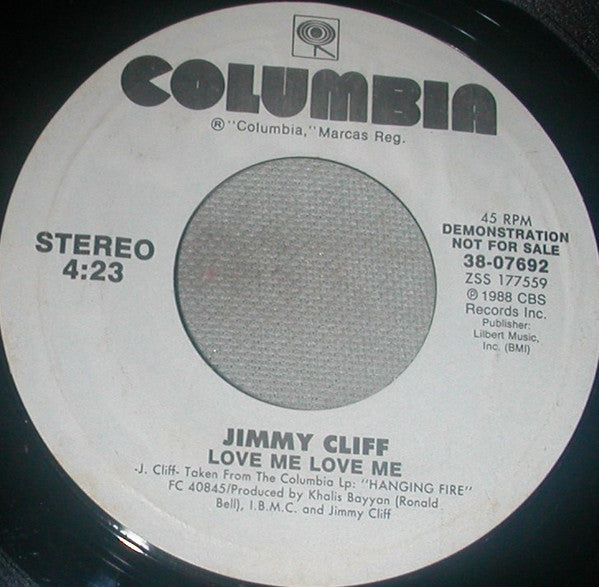 COLUMBIA
® "Columbia," Marcas Reg.
STEREO
4:23
45 RPM
DEMONSTRATION
NOT FOR SALE
38-07692
ZSS 177559
℗ 1988 CBS
Records Inc.
Publisher:
Lilbert Music,
Inc. (BMI)
JIMMY CLIFF
LOVE ME LOVE ME
-J. Cliff- Taken From The Columbia Lp: "HANGING FIRE"
FC 40845/Produced by Khalis Bayyan (Ronald
Bell), I.B.M.C. and Jimmy Cliff